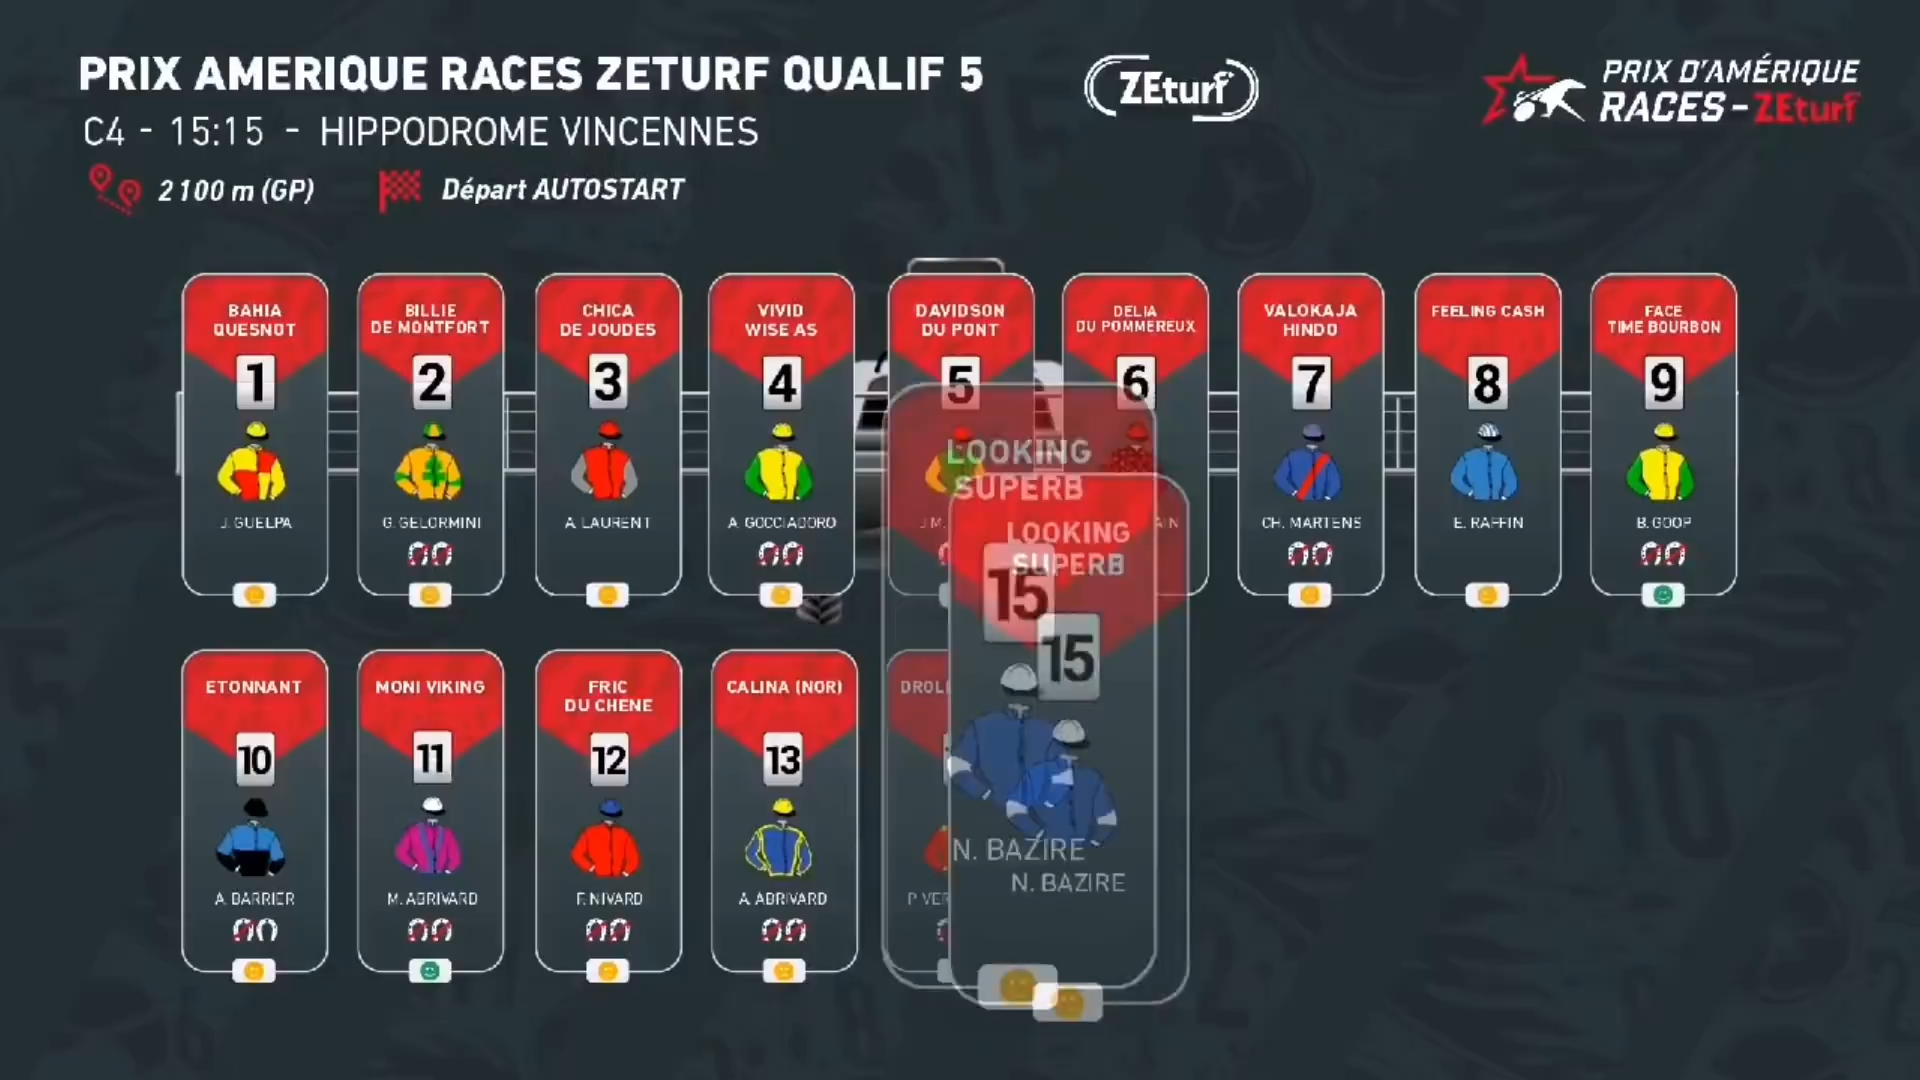 PRIX AMERIQUE RACES ZETURF QUALIF 5
C4 - 15:15 - HIPPODROME VINCENNES
2100 m (GP)
Départ AUTOSTART
ZEturf
PRIX D'AMÉRIQUE
RACES - ZEturf
BAHIA
QUESNOT
1
J. GUELPA
BILLIE
DE MONTFORT
2
G. GELORMINI
CHICA
DE JOUDES
3
A. LAURENT
VIVID
WISE AS
4
A. GOCCIADORO
DAVIDSON
DU PONT
5
J.M.
DELIA
DU POMMEREUX
6
VALOKAJA
HINDO
7
CH. MARTENS
FEELING CASH
8
E. RAFFIN
FACE
TIME BOURBON
9
B. GOOP
ETONNANT
10
A. BARRIER
MONI VIKING
11
M. ABRIVARD
FRIC
DU CHENE
12
F. NIVARD
CALINA (NOR)
13
A. ABRIVARD
LOOKING
SUPERB
15
N. BAZIRE
LOOKING
SUPERB
15
N. BAZIRE